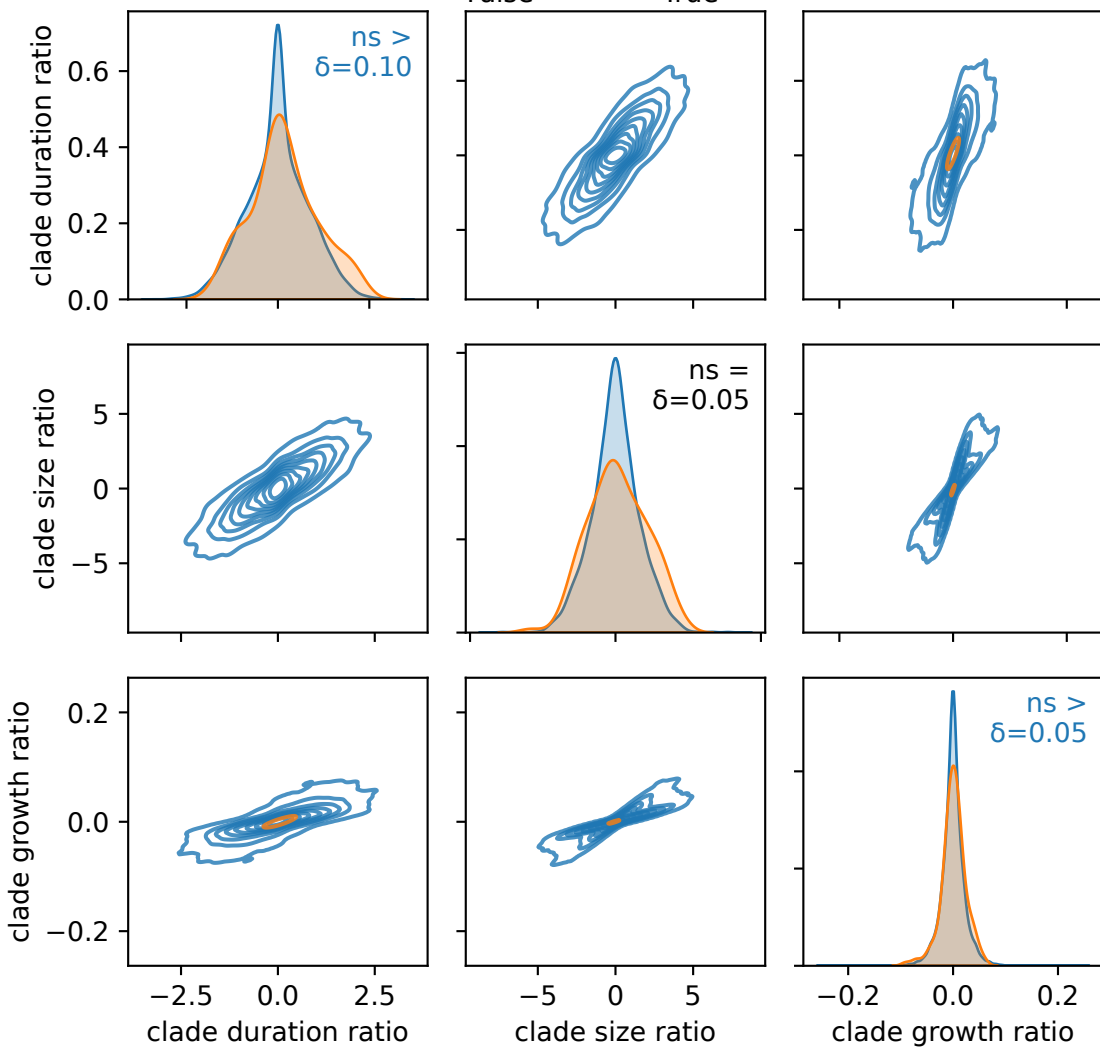 clade duration ratio
0.6
0.4
0.2
0.0
ns >
δ=0.10
clade size ratio
5
0
−5
ns =
δ=0.05
clade growth ratio
0.2
0.0
−0.2
ns >
δ=0.05
−2.5 0.0 2.5
−5 0 5
−0.2 0.0 0.2
clade duration ratio
clade size ratio
clade growth ratio